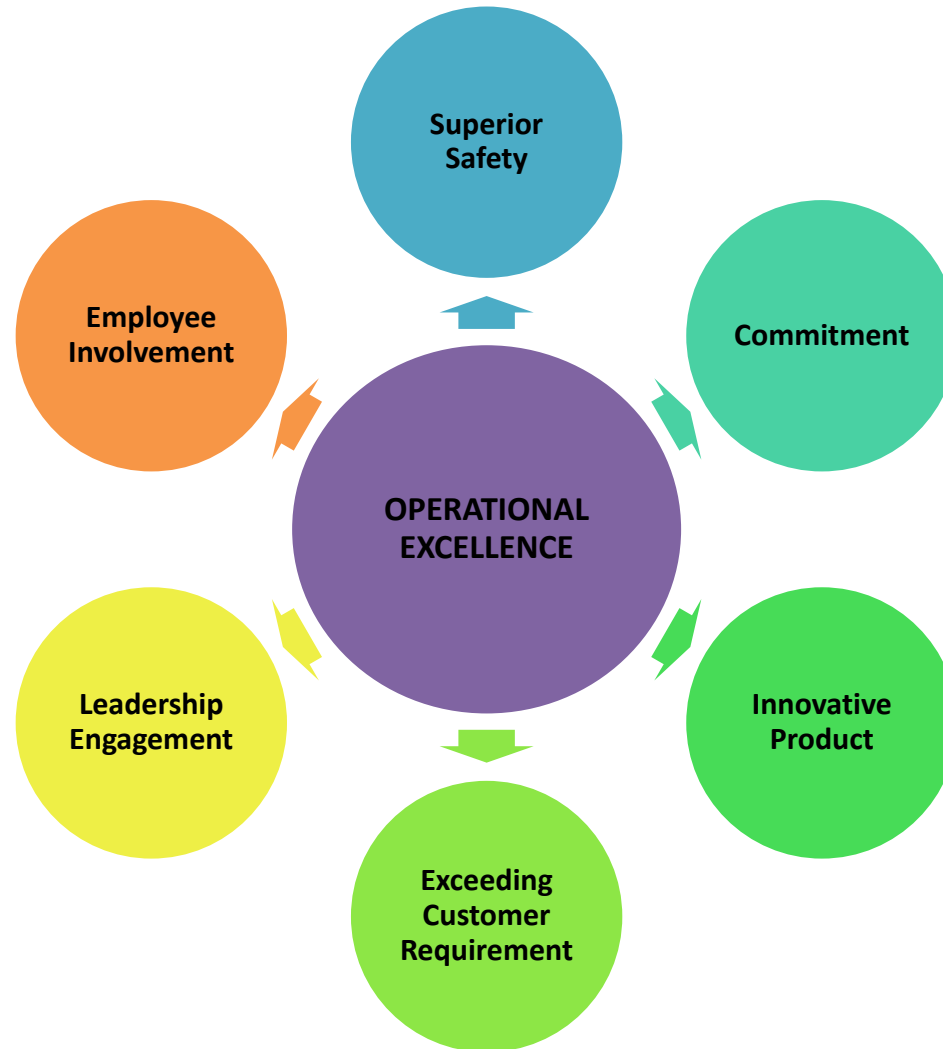 Superior
Safety
Commitment
Innovative
Product
Exceeding
Customer
Requirement
Leadership
Engagement
Employee
Involvement
OPERATIONAL
EXCELLENCE